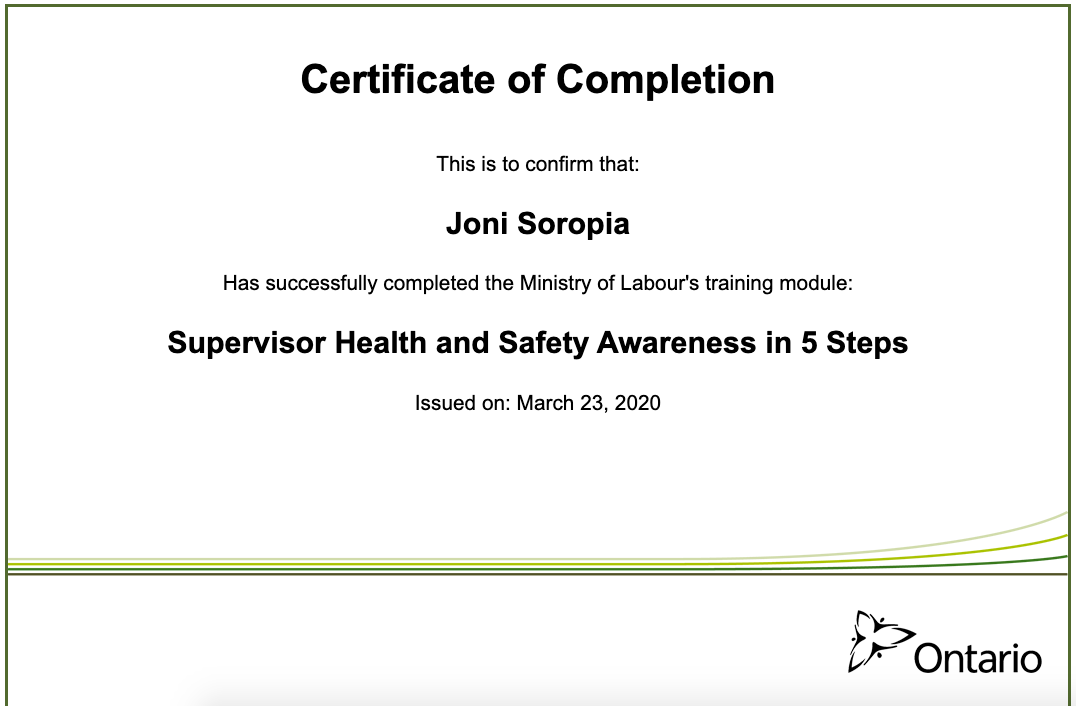 Certificate of Completion
This is to confirm that:
Joni Soropia
Has successfully completed the Ministry of Labour's training module:
Supervisor Health and Safety Awareness in 5 Steps
Issued on: March 23, 2020
Ontario